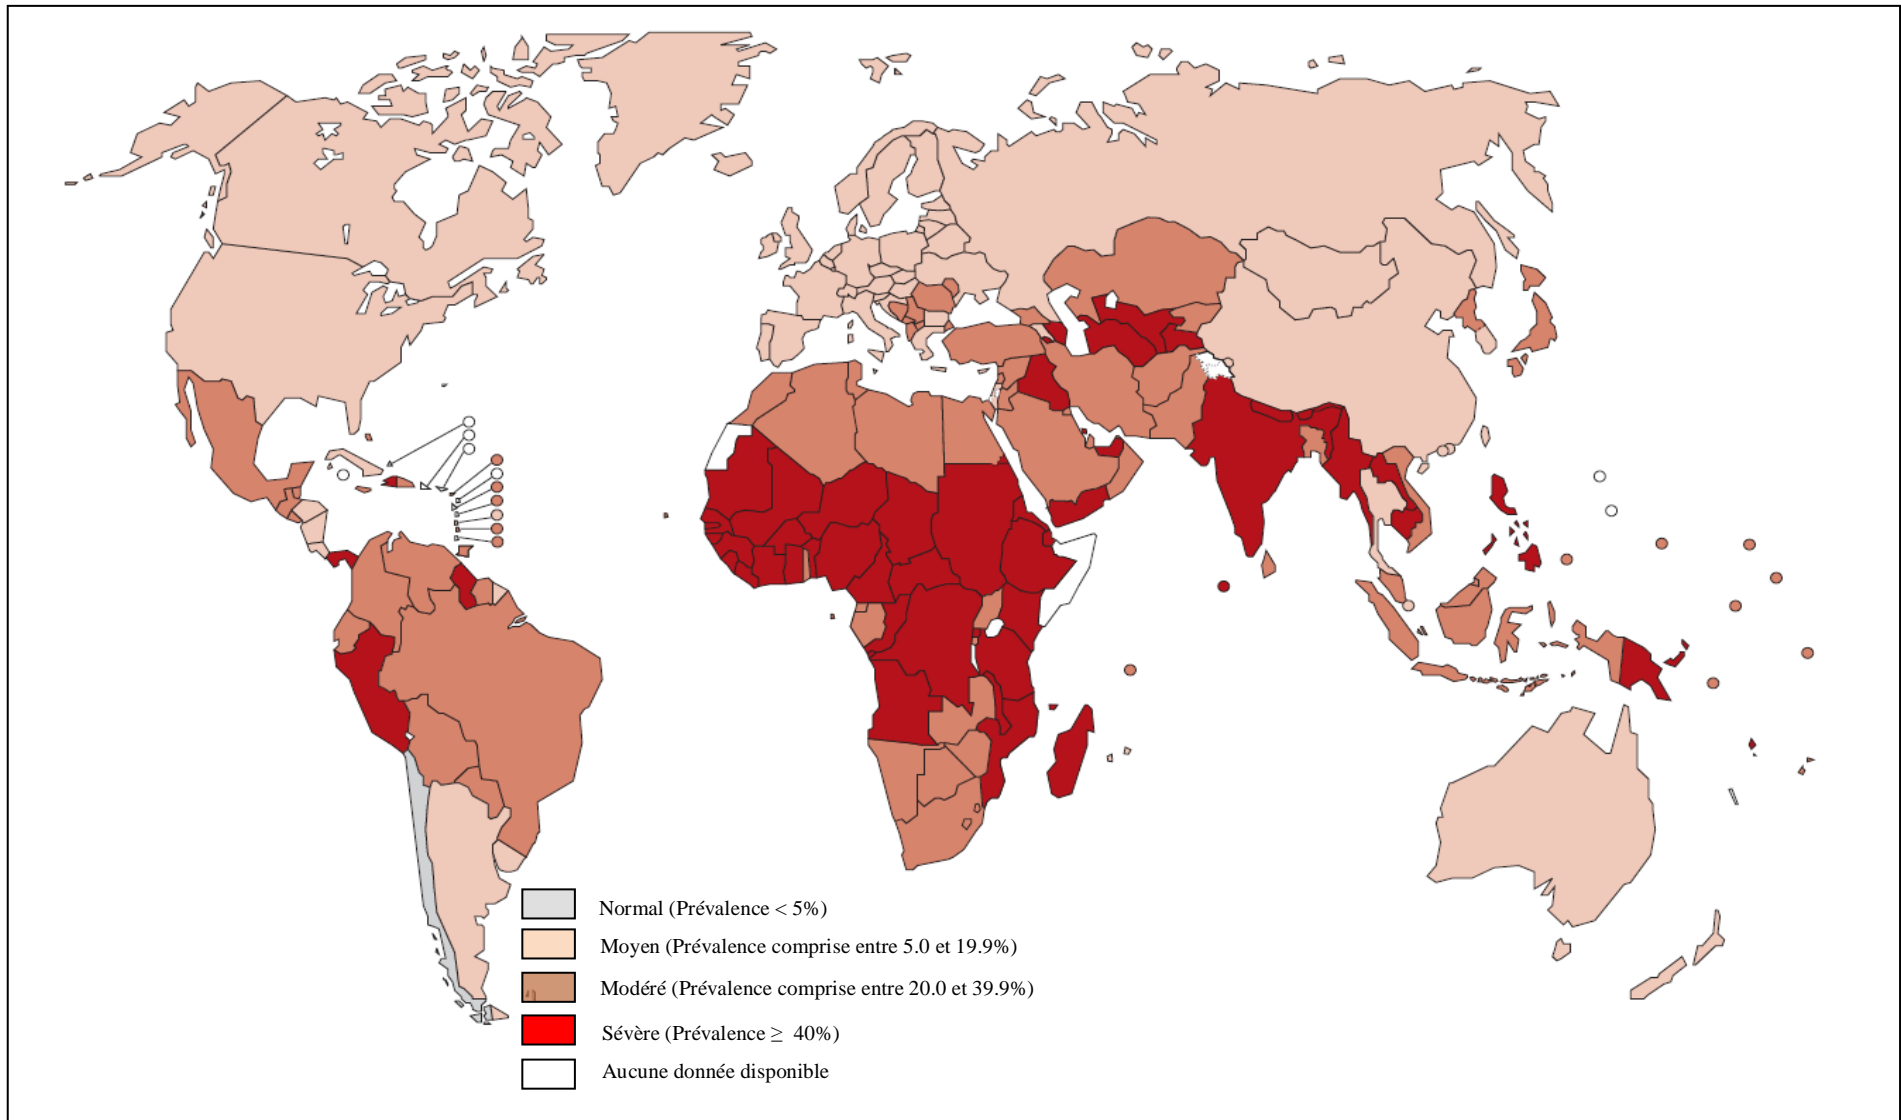 Normal (Prévalence < 5%)
Moyen (Prévalence comprise entre 5.0 et 19.9%)
Modéré (Prévalence comprise entre 20.0 et 39.9%)
Sévère (Prévalence ≥ 40%)
Aucune donnée disponible